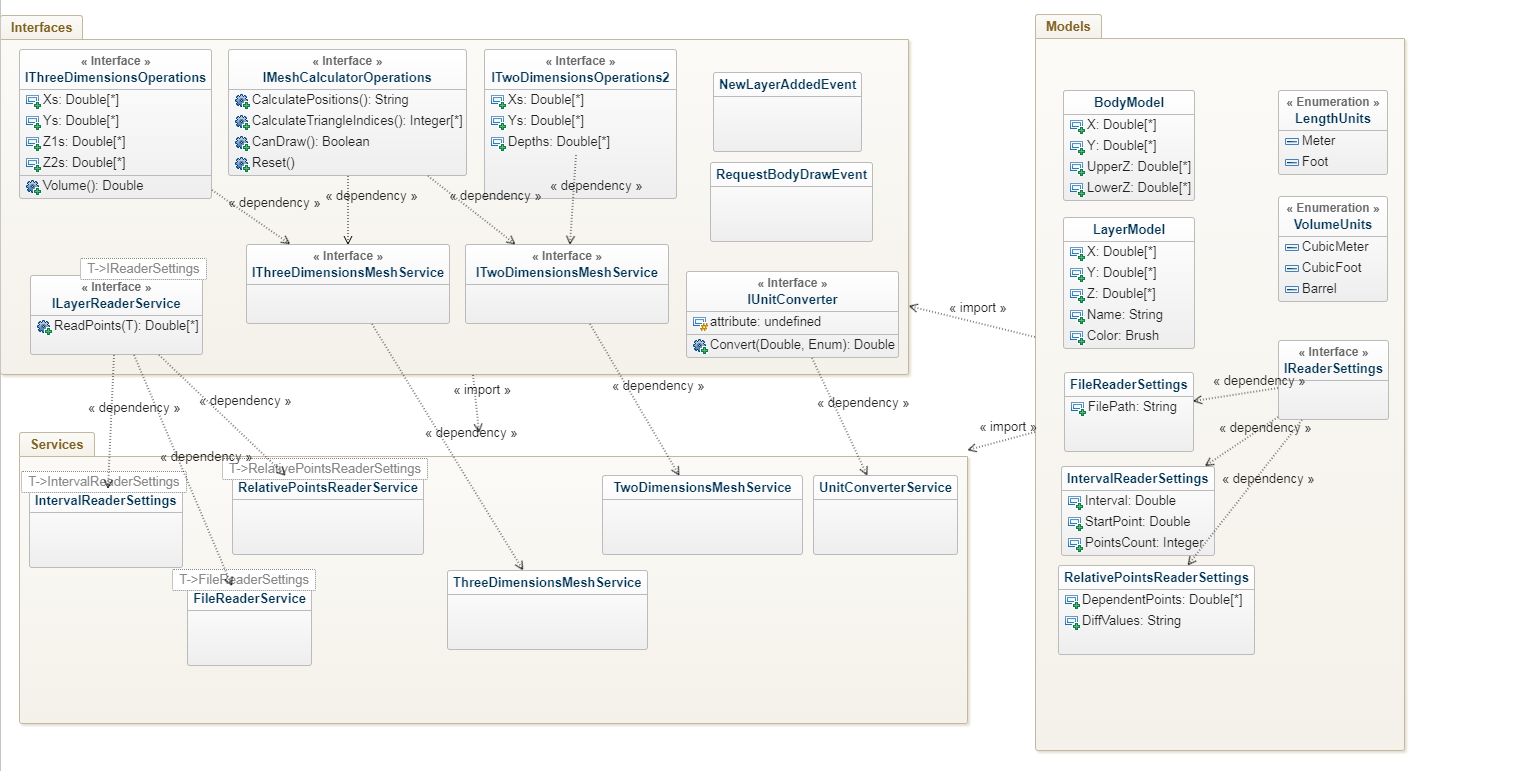 Interfaces
« Interface »
IThreeDimensionsOperations
Xs: Double[*]
Ys: Double[*]
Z1s: Double[*]
Z2s: Double[*]
Volume(): Double
« Interface »
IMeshCalculatorOperations
CalculatePositions(): String
CalculateTriangleIndices(): Integer[*]
CanDraw(): Boolean
Reset()
« Interface »
ITwoDimensionsOperations2
Xs: Double[*]
Ys: Double[*]
Depths: Double[*]
NewLayerAddedEvent
RequestBodyDrawEvent
« dependency »
« dependency »
« dependency »
« dependency »
« Interface »
IThreeDimensionsMeshService
« Interface »
ITwoDimensionsMeshService
T->IReaderSettings
« Interface »
ILayerReaderService
ReadPoints(T): Double[*]
« Interface »
IUnitConverter
attribute: undefined
Convert(Double, Enum): Double
« import »
« dependency »
« dependency »
« dependency »
« import »
« dependency »
« dependency »
« dependency »
« import »
Services
T->IntervalReaderSettings
IntervalReaderSettings
T->RelativePointsReaderSettings
RelativePointsReaderService
TwoDimensionsMeshService
UnitConverterService
T->FileReaderSettings
FileReaderService
ThreeDimensionsMeshService
Models
BodyModel
X: Double[*]
Y: Double[*]
UpperZ: Double[*]
LowerZ: Double[*]
« Enumeration »
LengthUnits
Meter
Foot
LayerModel
X: Double[*]
Y: Double[*]
Z: Double[*]
Name: String
Color: Brush
« Enumeration »
VolumeUnits
CubicMeter
CubicFoot
Barrel
« Interface »
IReaderSettings
FileReaderSettings
FilePath: String
« dependency »
« dependency »
« dependency »
IntervalReaderSettings
Interval: Double
StartPoint: Double
PointsCount: Integer
RelativePointsReaderSettings
DependentPoints: Double[*]
DiffValues: String